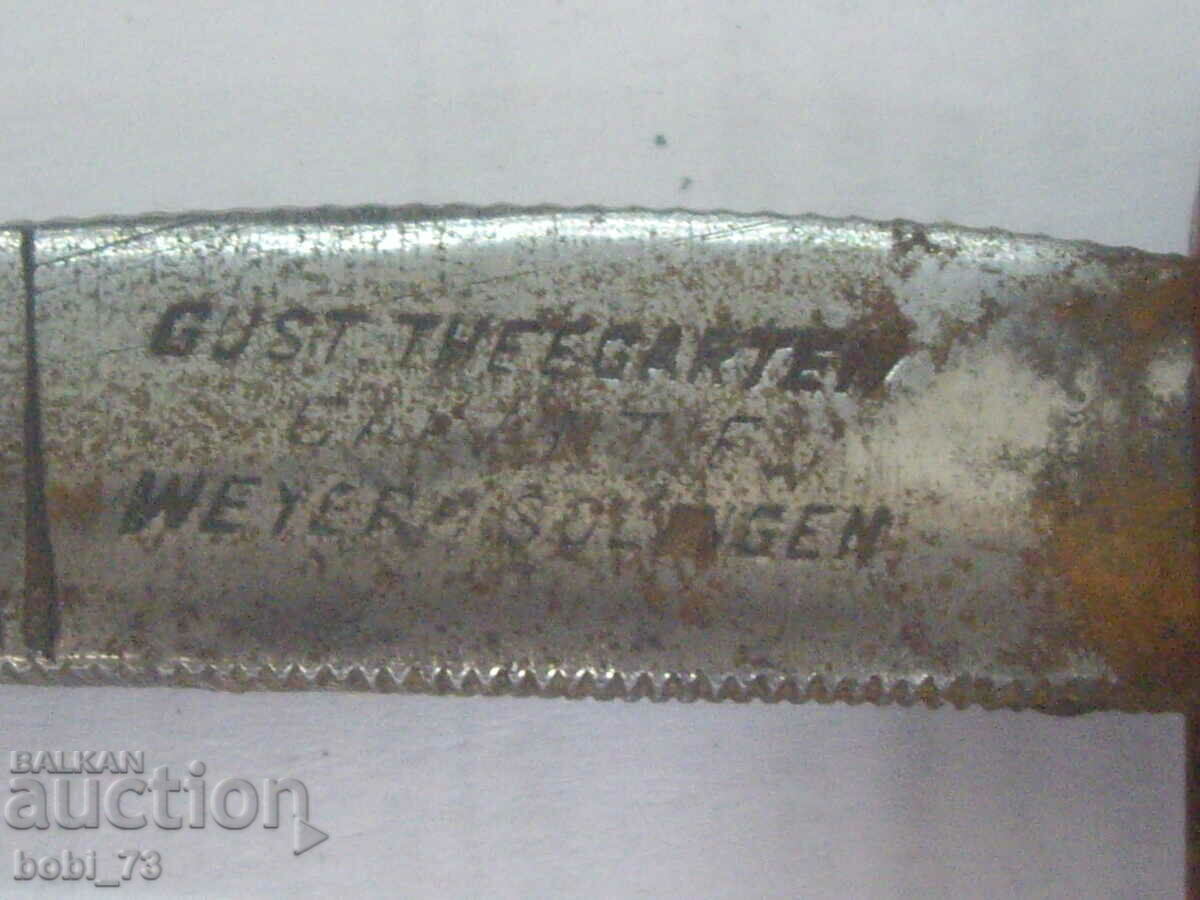 GUST. THEEGARTEN
WEYER SOLINGEN
BALKAN
auction
bobi_73